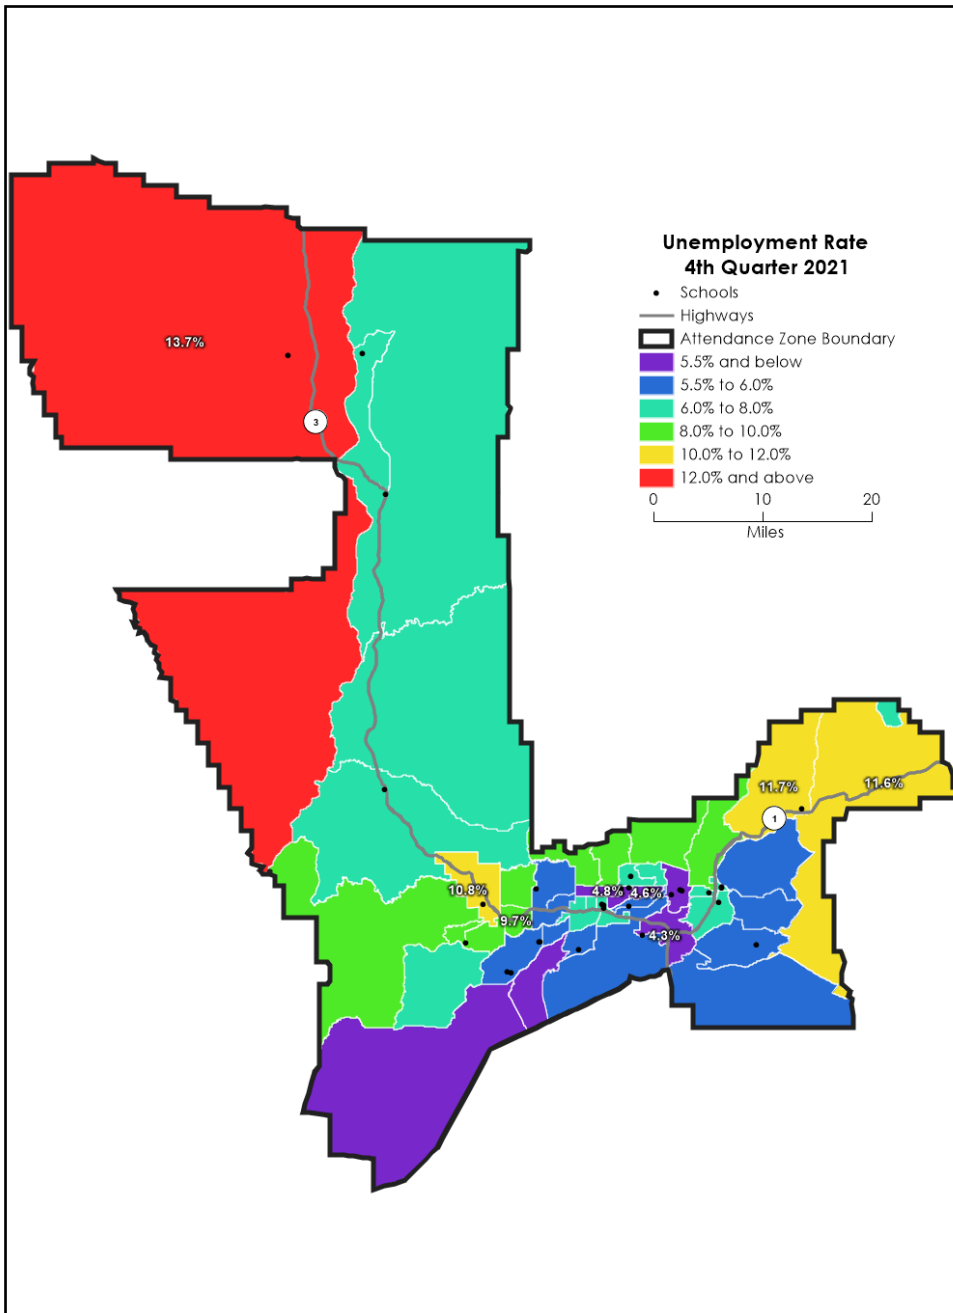 Unemployment Rate
4th Quarter 2021
Schools
Highways
Attendance Zone Boundary
5.5% and below
5.5% to 6.0%
6.0% to 8.0%
8.0% to 10.0%
10.0% to 12.0%
12.0% and above
0 10 20
Miles
13.7%
3
11.7%
11.6%
1
10.8%
4.8%
4.6%
9.7%
4.3%